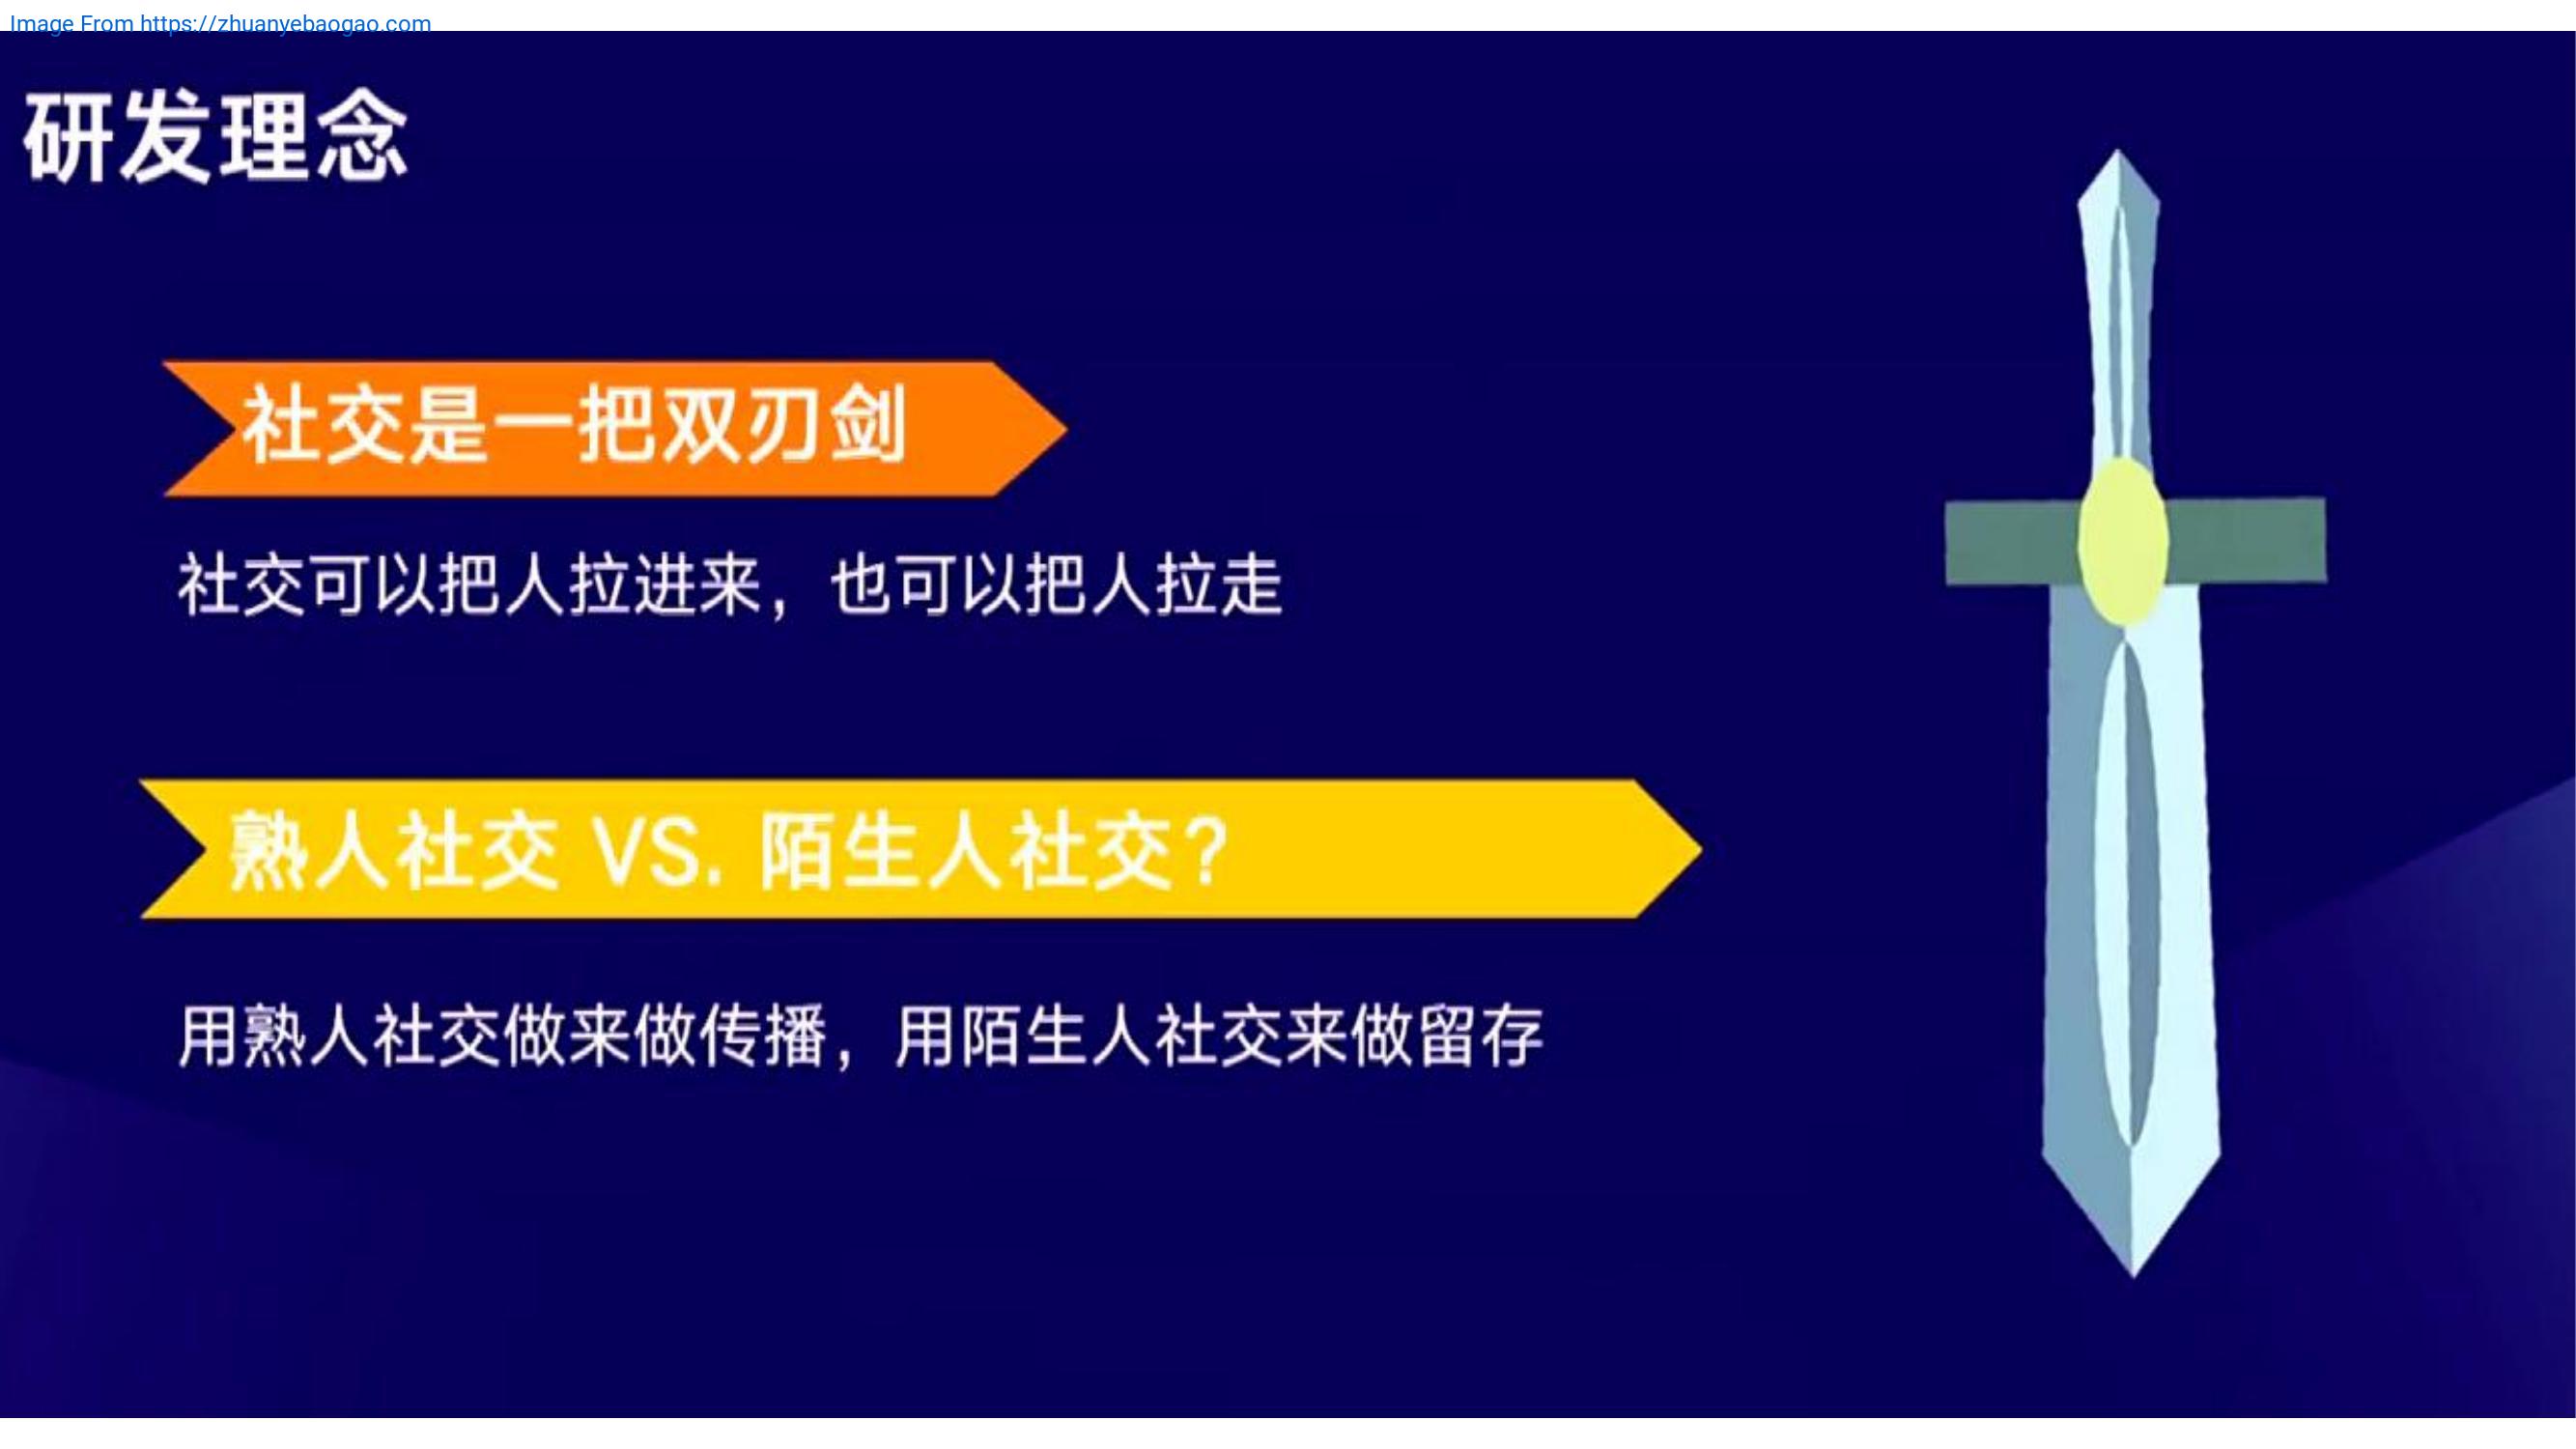 Image From https://zhuanyebaogao.com
研发理念
社交是一把双刃剑
社交可以把人拉进来，也可以把人拉走
熟人社交 VS. 陌生人社交？
用熟人社交做来做传播，用陌生人社交来做留存